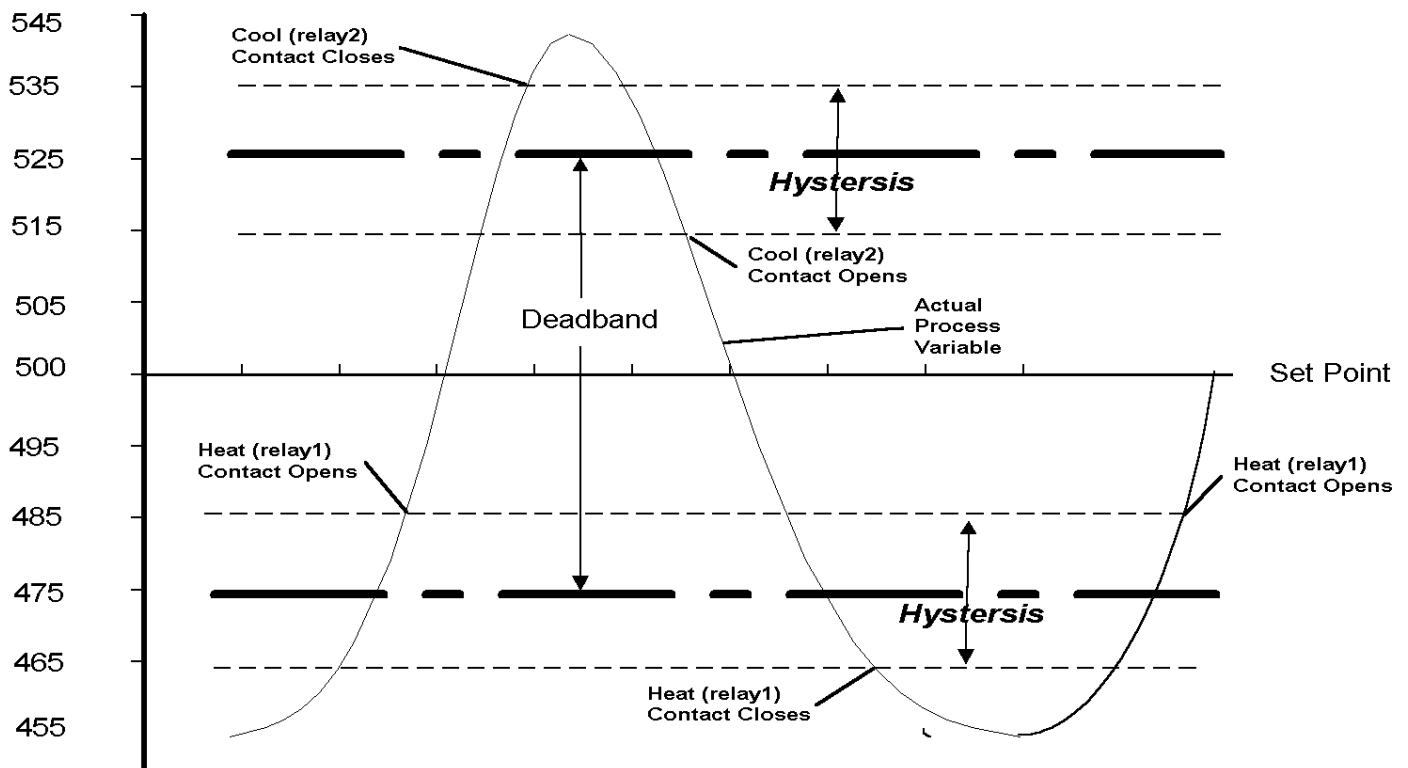 545
Cool (relay2)
Contact Closes
535
525
Hystersis
515
Cool (relay2)
Contact Opens
505
Deadband
Actual
Process
Variable
500
Set Point
495
Heat (relay1)
Contact Opens
Heat (relay1)
Contact Opens
485
475
Hystersis
465
Heat (relay1)
Contact Closes
455